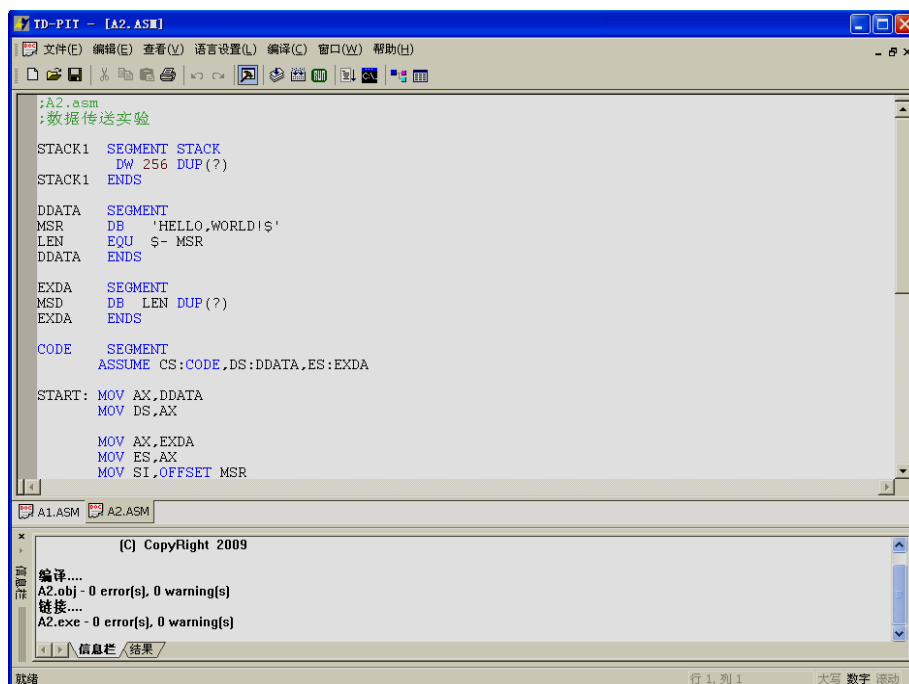 TD-PIT - [A2.ASM]
文件(F) 编辑(E) 查看(V) 语言设置(L) 编译(C) 窗口(W) 帮助(H)
;A2.asm
;数据传送实验
STACK1 SEGMENT STACK
DW 256 DUP(?)
STACK1 ENDS
DDATA SEGMENT
MSR DB 'HELLO,WORLD!$'
LEN EQU $- MSR
DDATA ENDS
EXDA SEGMENT
MSD DB LEN DUP(?)
EXDA ENDS
CODE SEGMENT
ASSUME CS:CODE,DS:DDATA,ES:EXDA
START: MOV AX,DDATA
MOV DS,AX
MOV AX,EXDA
MOV ES,AX
MOV SI,OFFSET MSR
A1.ASM A2.ASM
(C) CopyRight 2009
信息栏
编译....
A2.obj - 0 error(s), 0 warning(s)
链接....
A2.exe - 0 error(s), 0 warning(s)
信息栏 结果
就绪 行 1, 列 1 大写 数字 滚动